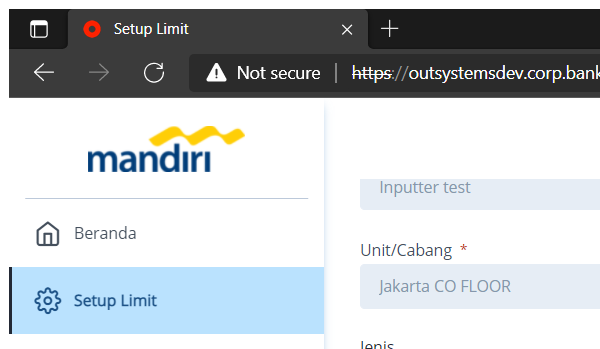 Setup Limit
Not secure | https://outsystemsdev.corp.bank
mandiri
Inputter test
Beranda
Unit/Cabang *
Jakarta CO FLOOR
Setup Limit
Jenis